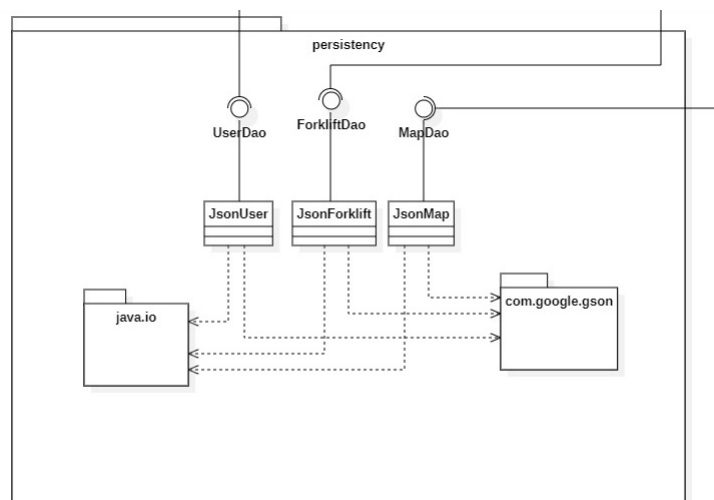 persistency
UserDao
ForkliftDao
MapDao
JsonUser
JsonForklift
JsonMap
java.io
com.google.gson